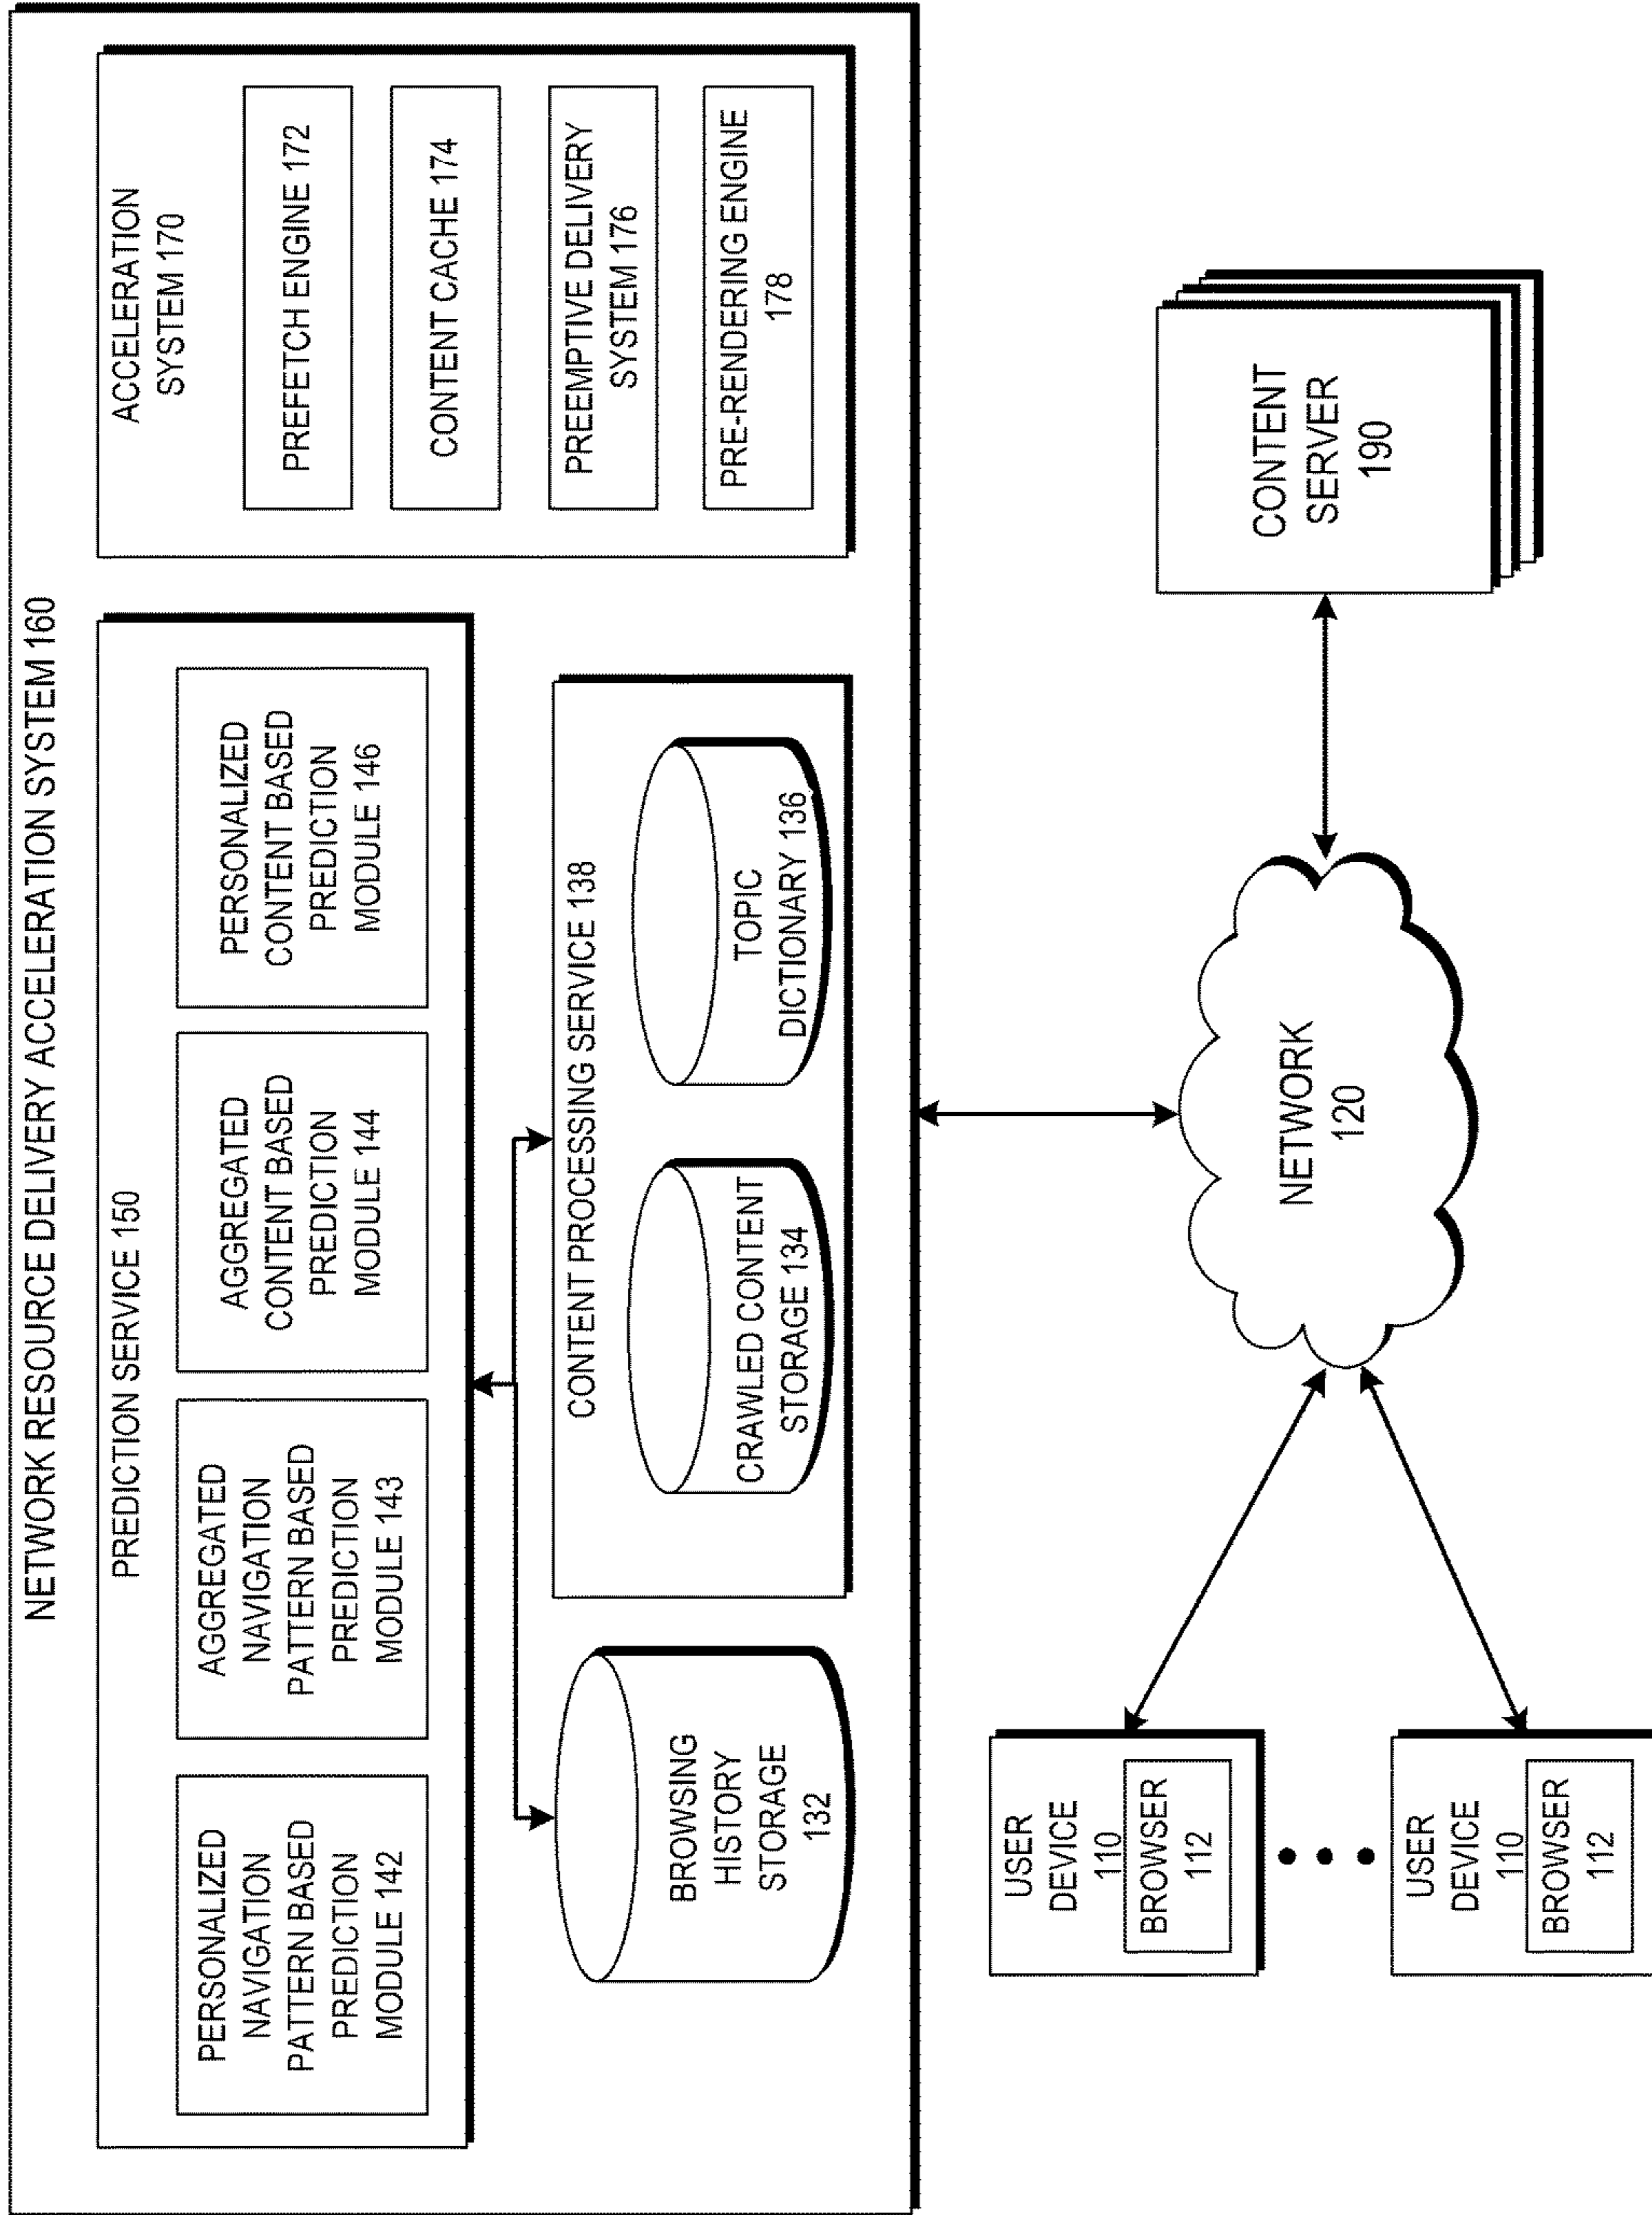 NETWORK RESOURCE DELIVERY ACCELERATION SYSTEM 160
PREDICTION SERVICE 150
PERSONALIZED
NAVIGATION
PATTERN BASED
PREDICTION
MODULE 142
AGGREGATED
NAVIGATION
PATTERN BASED
PREDICTION
MODULE 143
AGGREGATED
CONTENT BASED
PREDICTION
MODULE 144
PERSONALIZED
CONTENT BASED
PREDICTION
MODULE 146
ACCELERATION
SYSTEM 170
PREFETCH ENGINE 172
CONTENT CACHE 174
PREEMPTIVE DELIVERY
SYSTEM 176
PRE-RENDERING ENGINE
178
BROWSING
HISTORY
STORAGE
132
CONTENT PROCESSING SERVICE 138
CRAWLED CONTENT
STORAGE 134
TOPIC
DICTIONARY 136
USER
DEVICE
110
BROWSER
112
USER
DEVICE
110
BROWSER
112
NETWORK
120
CONTENT
SERVER
190